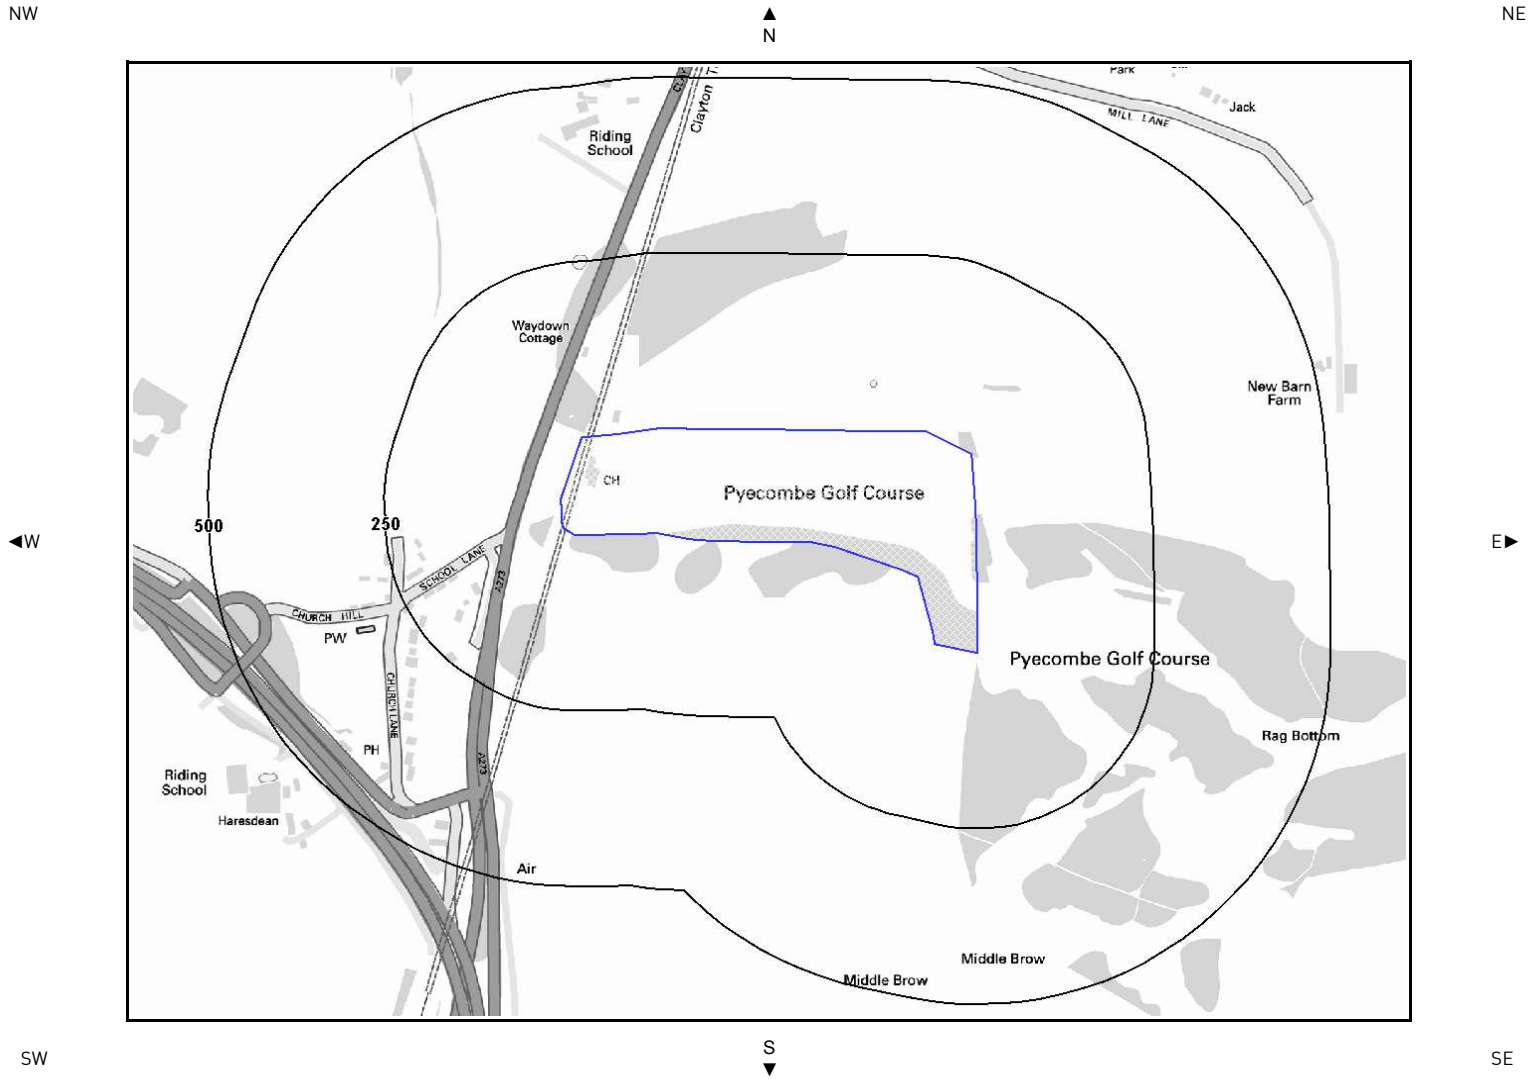 NW
▲
N
NE
Park
CLAY
Clayton T
Jack
MILL LANE
Riding
School
Waydown
Cottage
New Barn
Farm
CH
Pyecombe Golf Course
500
250
◄W
E►
SCHOOL LANE
A273
CHURCH HILL
PW
Pyecombe Golf Course
CHURCH LANE
Rag Bottom
PH
A273
Riding
School
Haresdean
Air
Middle Brow
Middle Brow
SW
S
▼
SE